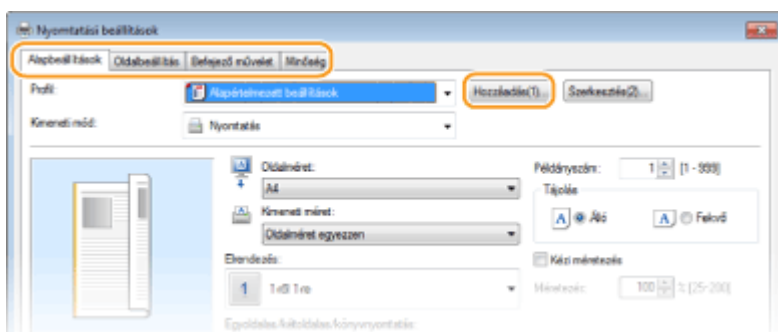 Nyomtatási beállítások
Alapbeállítások Oldalbeállítás Befejező művelet Minőség
Profil: Alapértelmezett beállítások Hozzáadás(1)... Szerkesztés(2)...
Kimeneti mód: Nyomtatás
Oldalméret: Példányszám: 1 [1 - 999]
A4 Tájolás
Kimeneti méret: A Álló A Fekvő
Oldalméret egyezzen
Elrendezés: Kézi méretezés
1 1 ről 1 re Méretezés: 100 % [25-200]
Egyoldalas/kétoldalas/könyvnyomtatás: